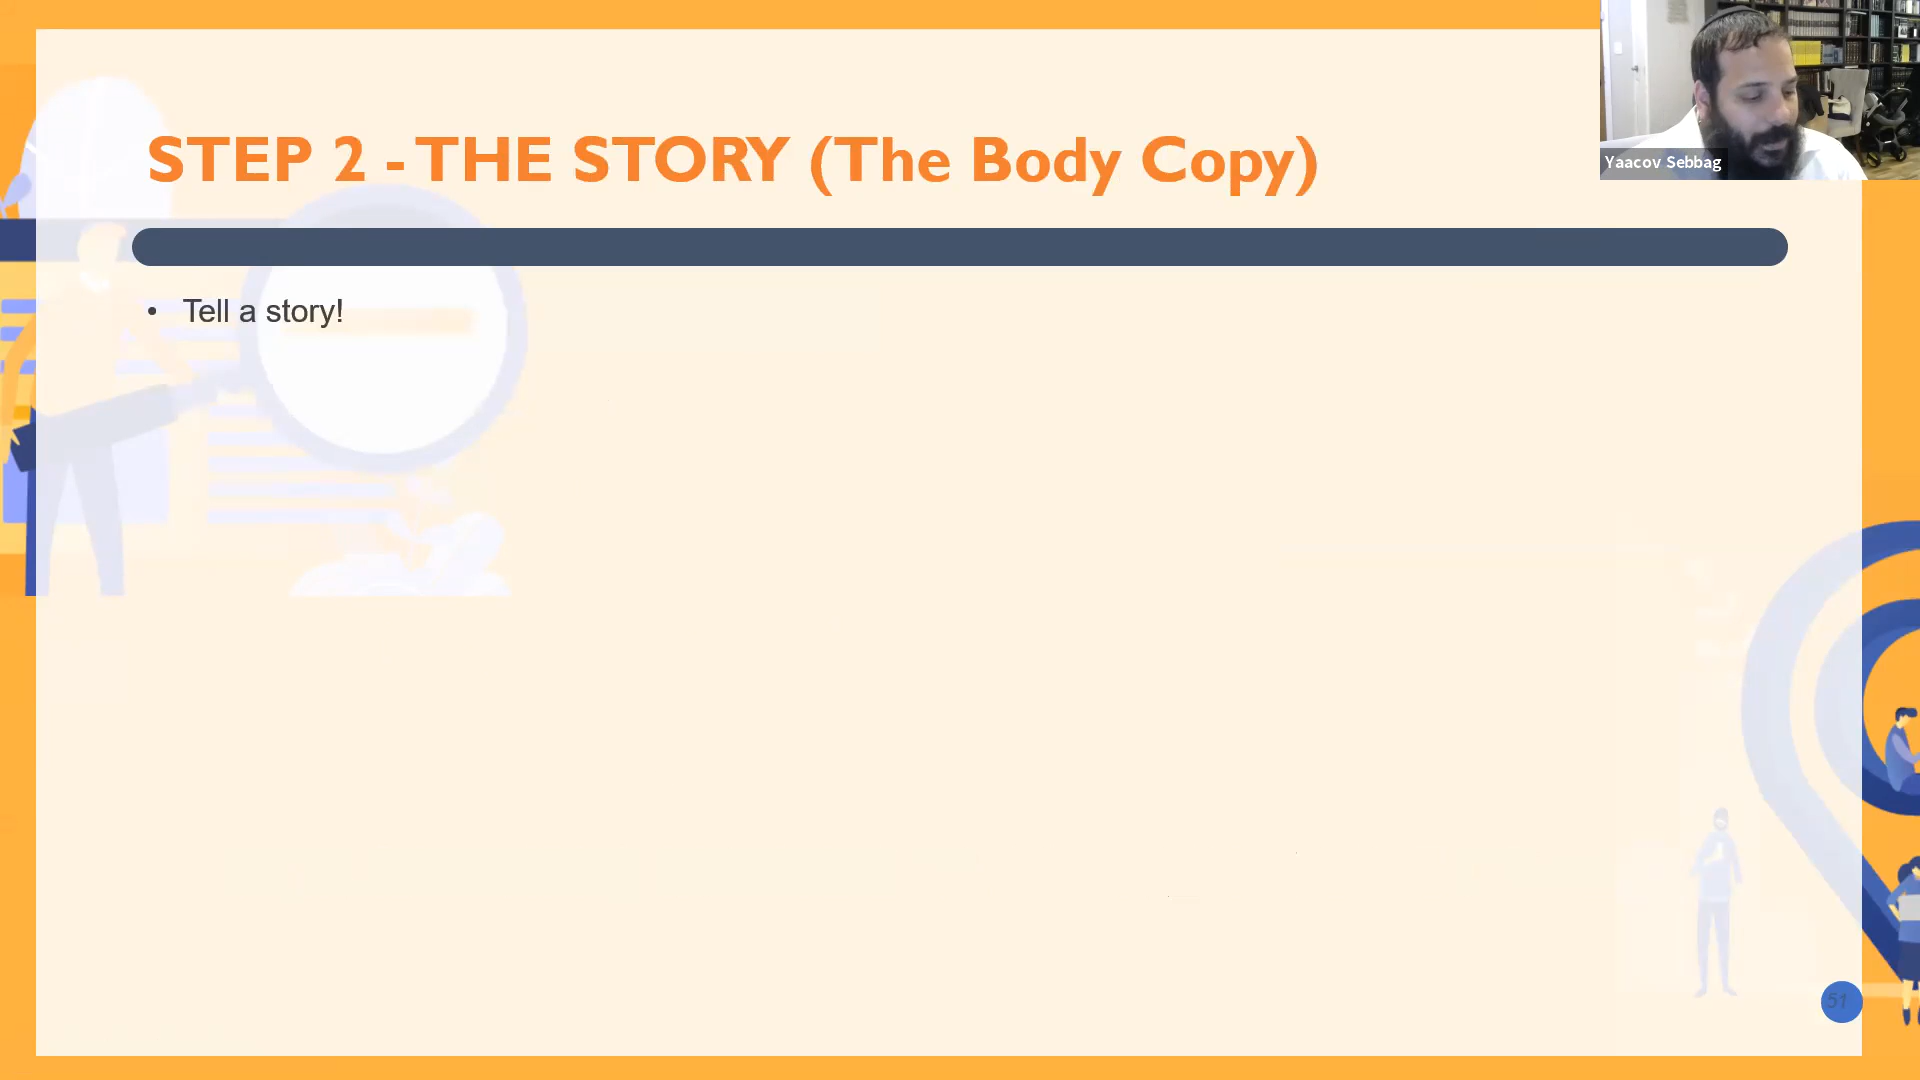 STEP 2 - THE STORY (The Body Copy)
Yaacov Sebbag
• Tell a story!
51